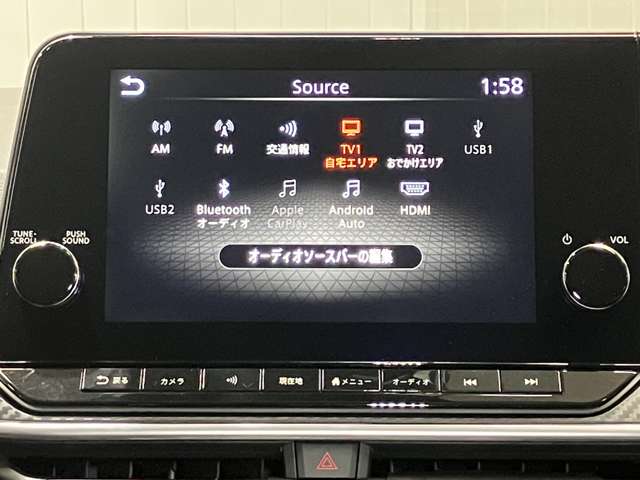 Source
1:58
AM
FM
交通情報
TV1
自宅エリア
TV2
おでかけエリア
USB1
USB2
Bluetooth
オーディオ
Apple
CarPlay
Android
Auto
HDMI
オーディオソースバーの編集
TUNE・
SCROLL
PUSH
SOUND
VOL
戻る
カメラ
現在地
メニュー
オーディオ